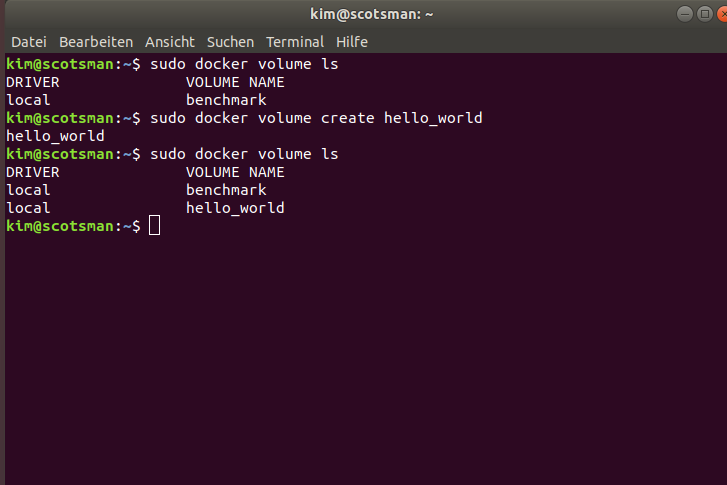 kim@scotsman: ~
Datei Bearbeiten Ansicht Suchen Terminal Hilfe
kim@scotsman:~$ sudo docker volume ls
DRIVER              VOLUME NAME
local               benchmark
kim@scotsman:~$ sudo docker volume create hello_world
hello_world
kim@scotsman:~$ sudo docker volume ls
DRIVER              VOLUME NAME
local               benchmark
local               hello_world
kim@scotsman:~$